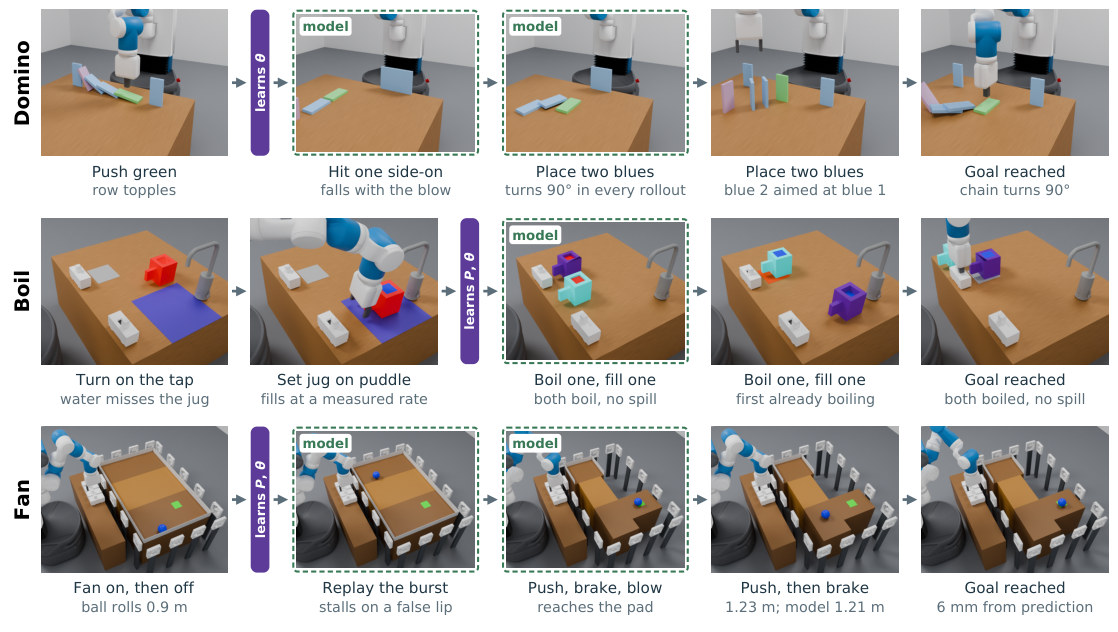 Domino
learns θ
model
model
Push green
row topples
Hit one side-on
falls with the blow
Place two blues
turns 90° in every rollout
Place two blues
blue 2 aimed at blue 1
Goal reached
chain turns 90°
Boil
learns P, θ
model
Turn on the tap
water misses the jug
Set jug on puddle
fills at a measured rate
Boil one, fill one
both boil, no spill
Boil one, fill one
first already boiling
Goal reached
both boiled, no spill
Fan
learns P, θ
model
model
Fan on, then off
ball rolls 0.9 m
Replay the burst
stalls on a false lip
Push, brake, blow
reaches the pad
Push, then brake
1.23 m; model 1.21 m
Goal reached
6 mm from prediction